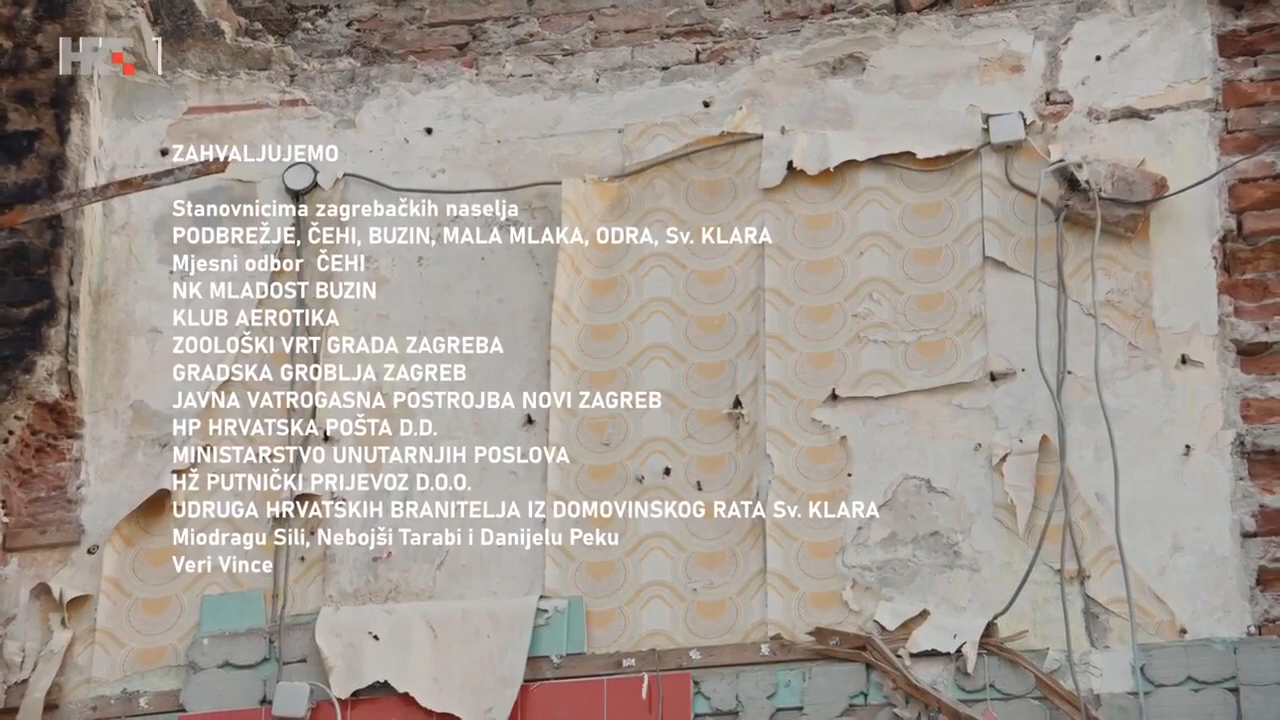 HRT 1
ZAHVALJUJEMO
Stanovnicima zagrebačkih naselja
PODBREŽJE, ČEHI, BUZIN, MALA MLAKA, ODRA, Sv. KLARA
Mjesni odbor  ČEHI
NK MLADOST BUZIN
KLUB AEROTIKA
ZOOLOŠKI VRT GRADA ZAGREBA
GRADSKA GROBLJA ZAGREB
JAVNA VATROGASNA POSTROJBA NOVI ZAGREB
HP HRVATSKA POŠTA D.D.
MINISTARSTVO UNUTARNJIH POSLOVA
HŽ PUTNIČKI PRIJEVOZ D.O.O.
UDRUGA HRVATSKIH BRANITELJA IZ DOMOVINSKOG RATA Sv. KLARA
Miodragu Sili, Nebojši Tarabi i Danijelu Peku
Veri Vince